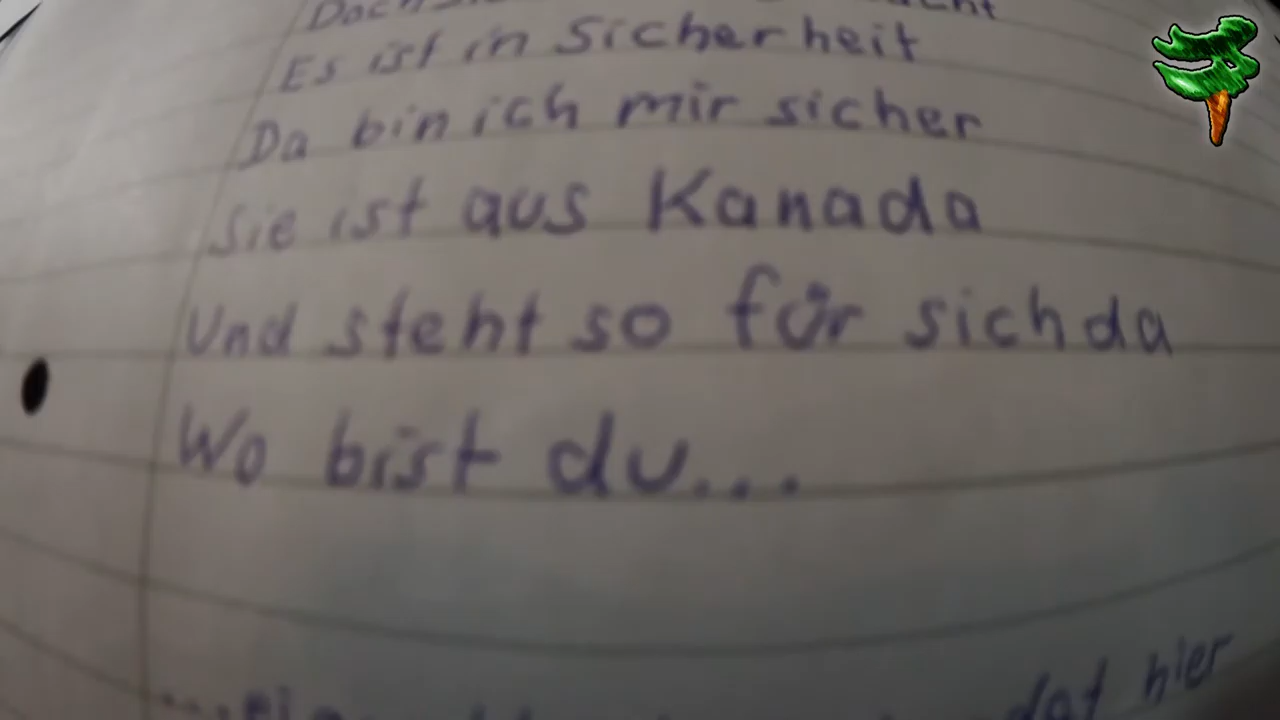 Es ist in Sicherheit
Da bin ich mir sicher
Sie ist aus Kanada
Und steht so für sich da
Wo bist du...
hier